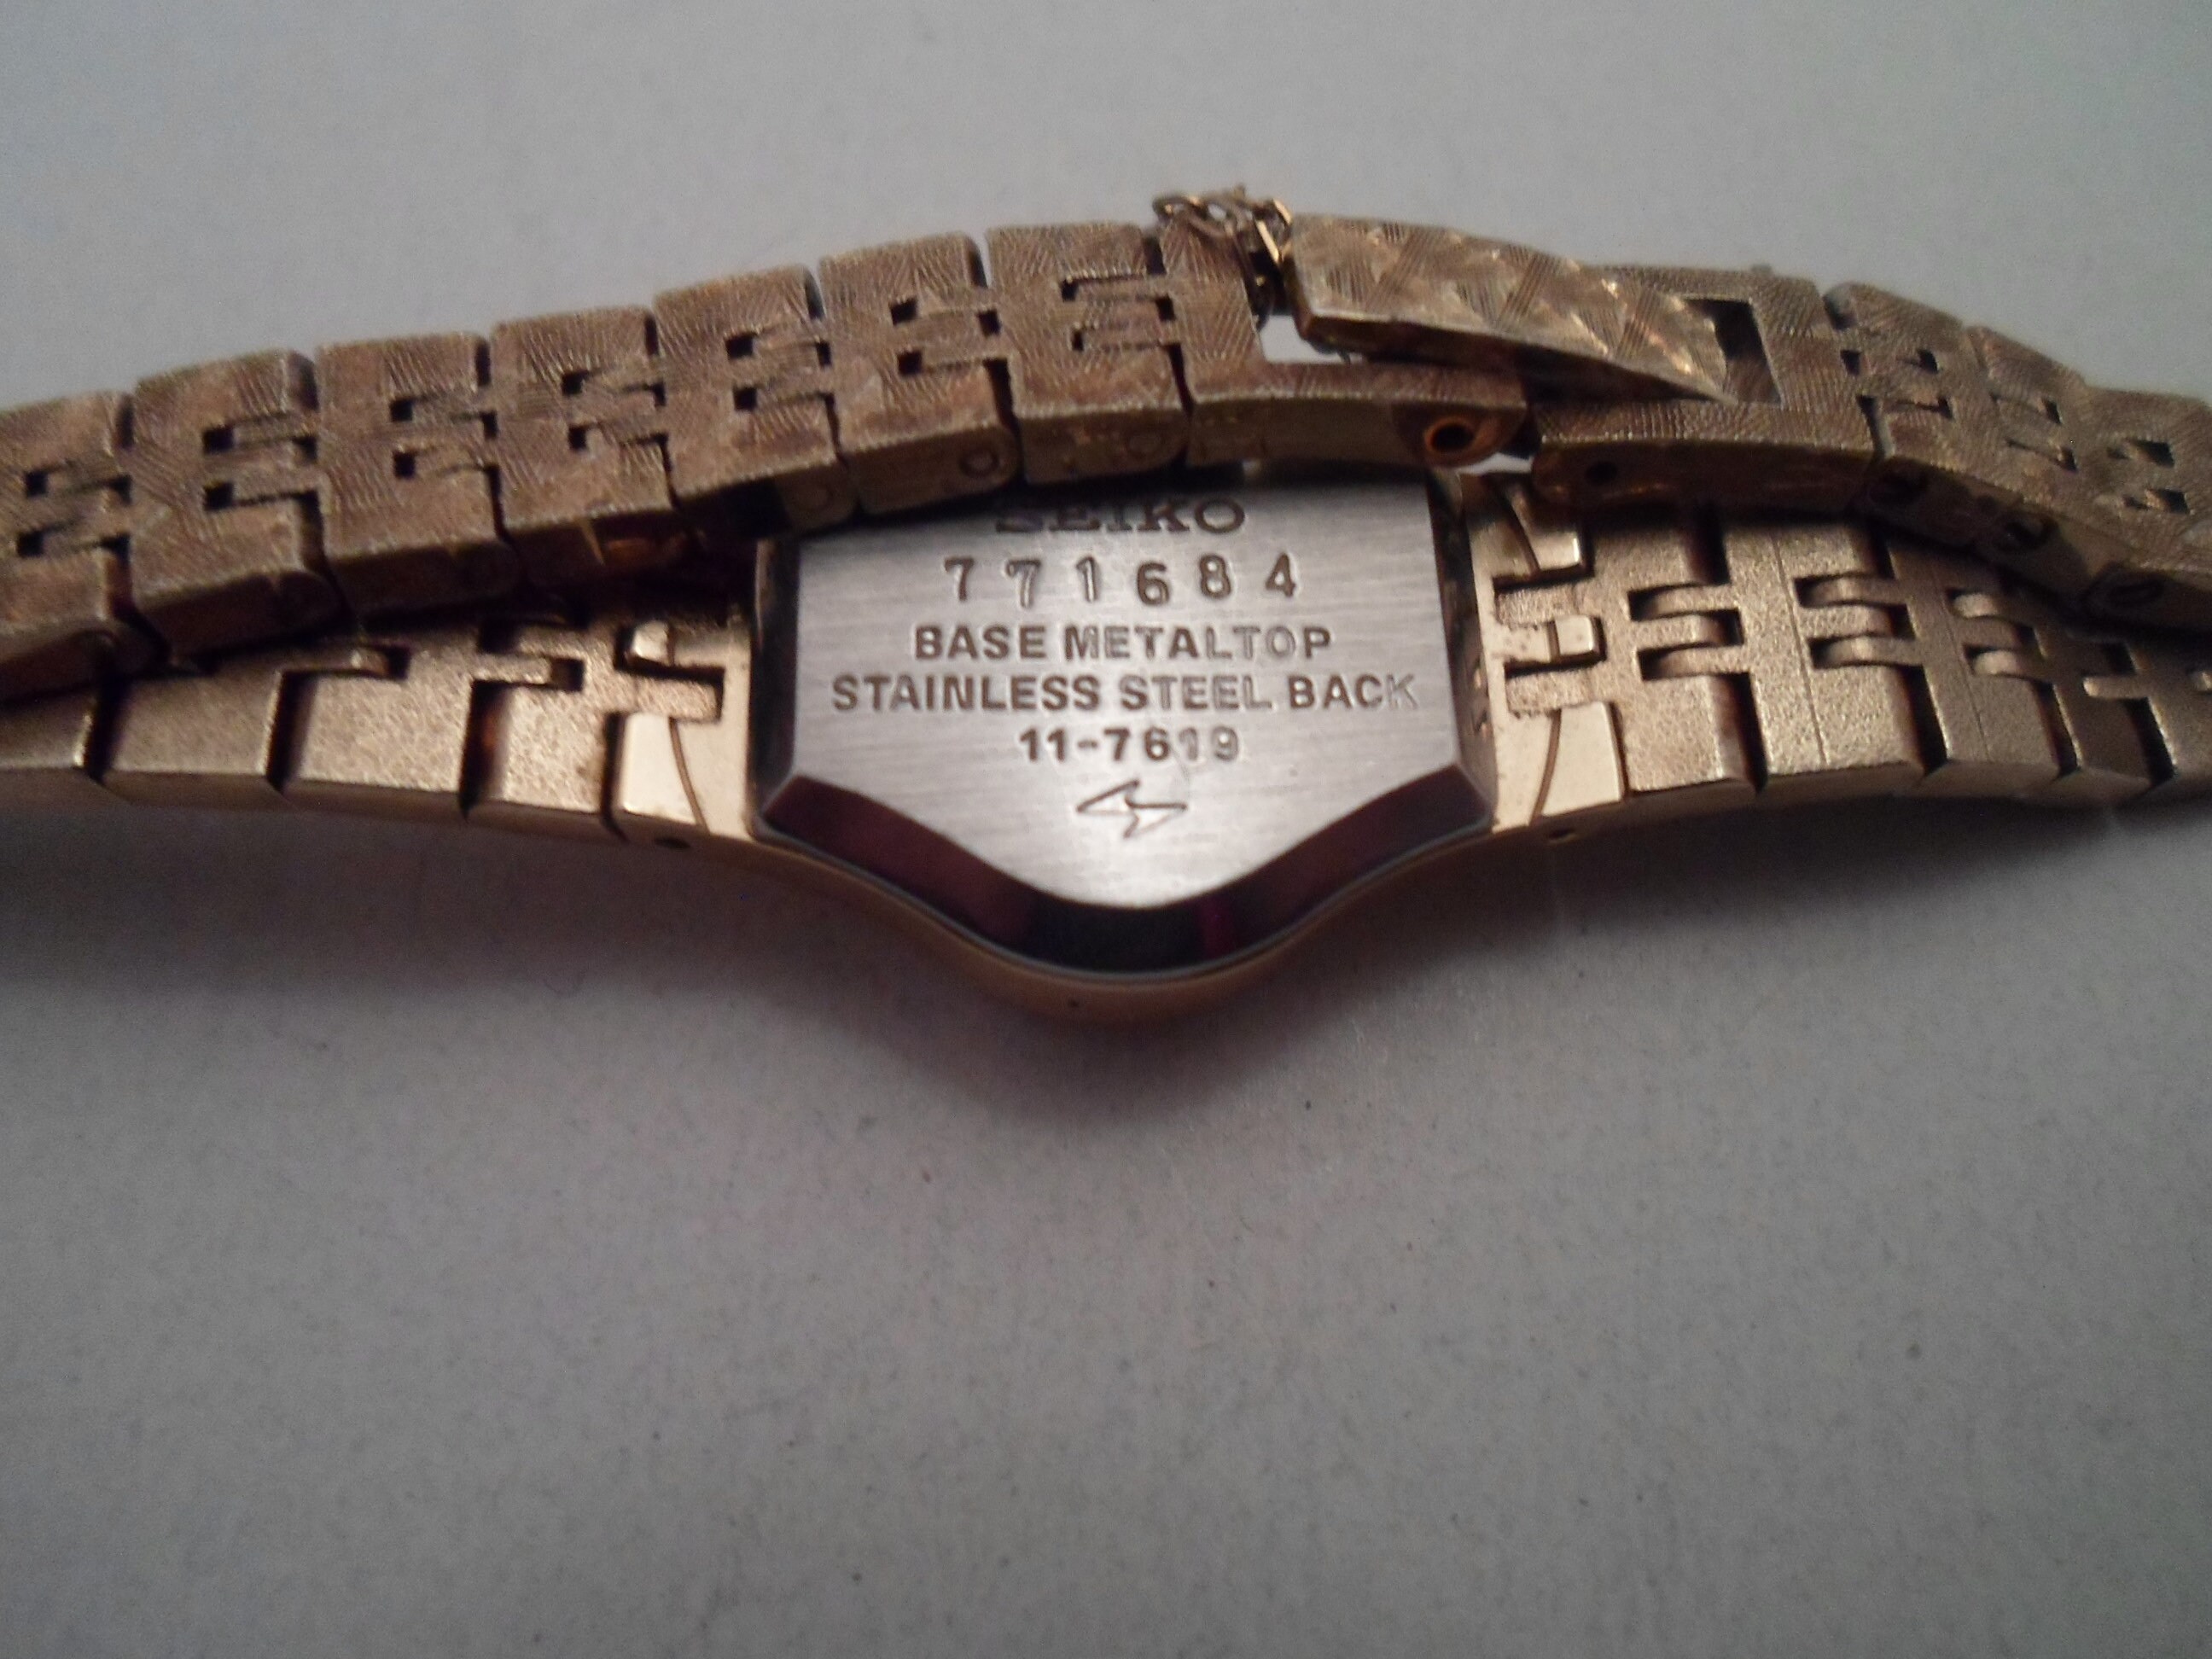 SEIKO
771684
BASE METALTOP
STAINLESS STEEL BACK
11-7619